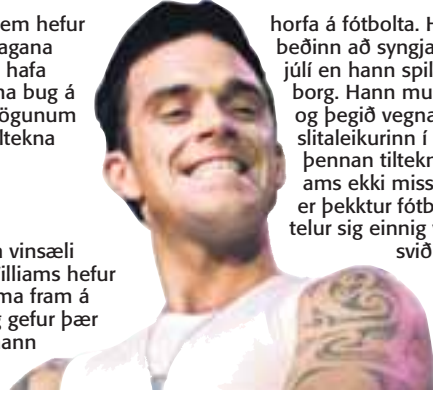 em hefur
agana
hafa
na bug á
ögunum
ltekna
vinsæli
illiams hefur
ma fram á
g gefur þær
ann
horfa á fótbolta. H
beðinn að syngja
júlí en hann spil
borg. Hann mu
og þegið vegna
slitaleikurinn í
þennan tiltekn
ams ekki miss
er þekktur fótb
telur sig einnig
svið